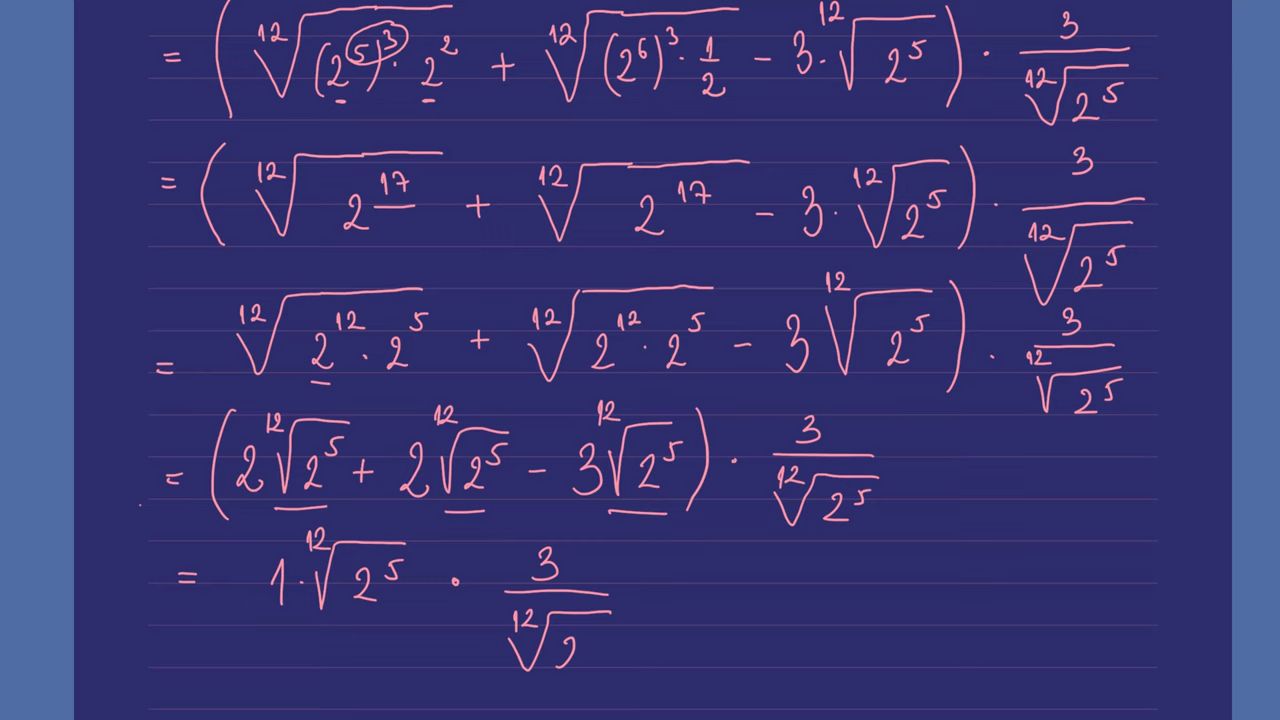 = ( ¹²√((2⁵)³ · 2²) + ¹²√((2⁶)³ · 1/2) - 3 · ¹²√(2⁵) ) · 3/¹²√(2⁵)
= ( ¹²√(2¹⁷) + ¹²√(2¹⁷) - 3 · ¹²√(2⁵) ) · 3/¹²√(2⁵)
= ¹²√(2¹² · 2⁵) + ¹²√(2¹² · 2⁵) - 3 ¹²√(2⁵) ) · 3/¹²√(2⁵)
= ( 2 ¹²√(2⁵) + 2 ¹²√(2⁵) - 3 ¹²√(2⁵) ) · 3/¹²√(2⁵)
= 1 · ¹²√(2⁵) · 3/¹²√